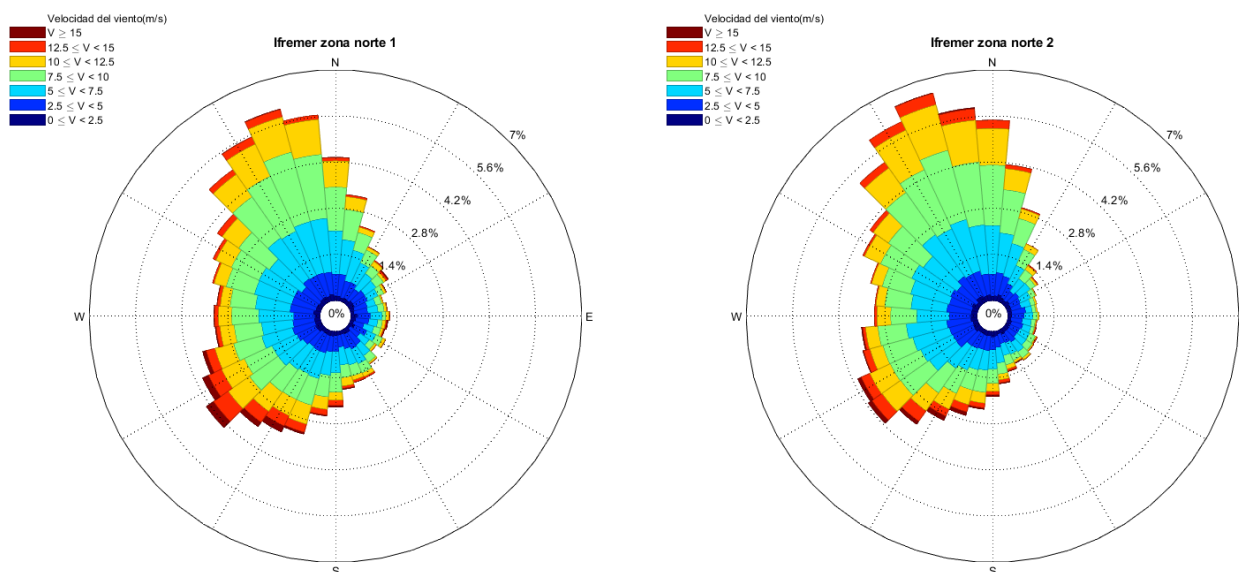 Velocidad del viento(m/s)
V ≥ 15
12.5 ≤ V < 15
10 ≤ V < 12.5
7.5 ≤ V < 10
5 ≤ V < 7.5
2.5 ≤ V < 5
0 ≤ V < 2.5
Ifremer zona norte 1
N
7%
5.6%
4.2%
2.8%
1.4%
0%
W
E
S
Velocidad del viento(m/s)
V ≥ 15
12.5 ≤ V < 15
10 ≤ V < 12.5
7.5 ≤ V < 10
5 ≤ V < 7.5
2.5 ≤ V < 5
0 ≤ V < 2.5
Ifremer zona norte 2
N
7%
5.6%
4.2%
2.8%
1.4%
0%
W
S